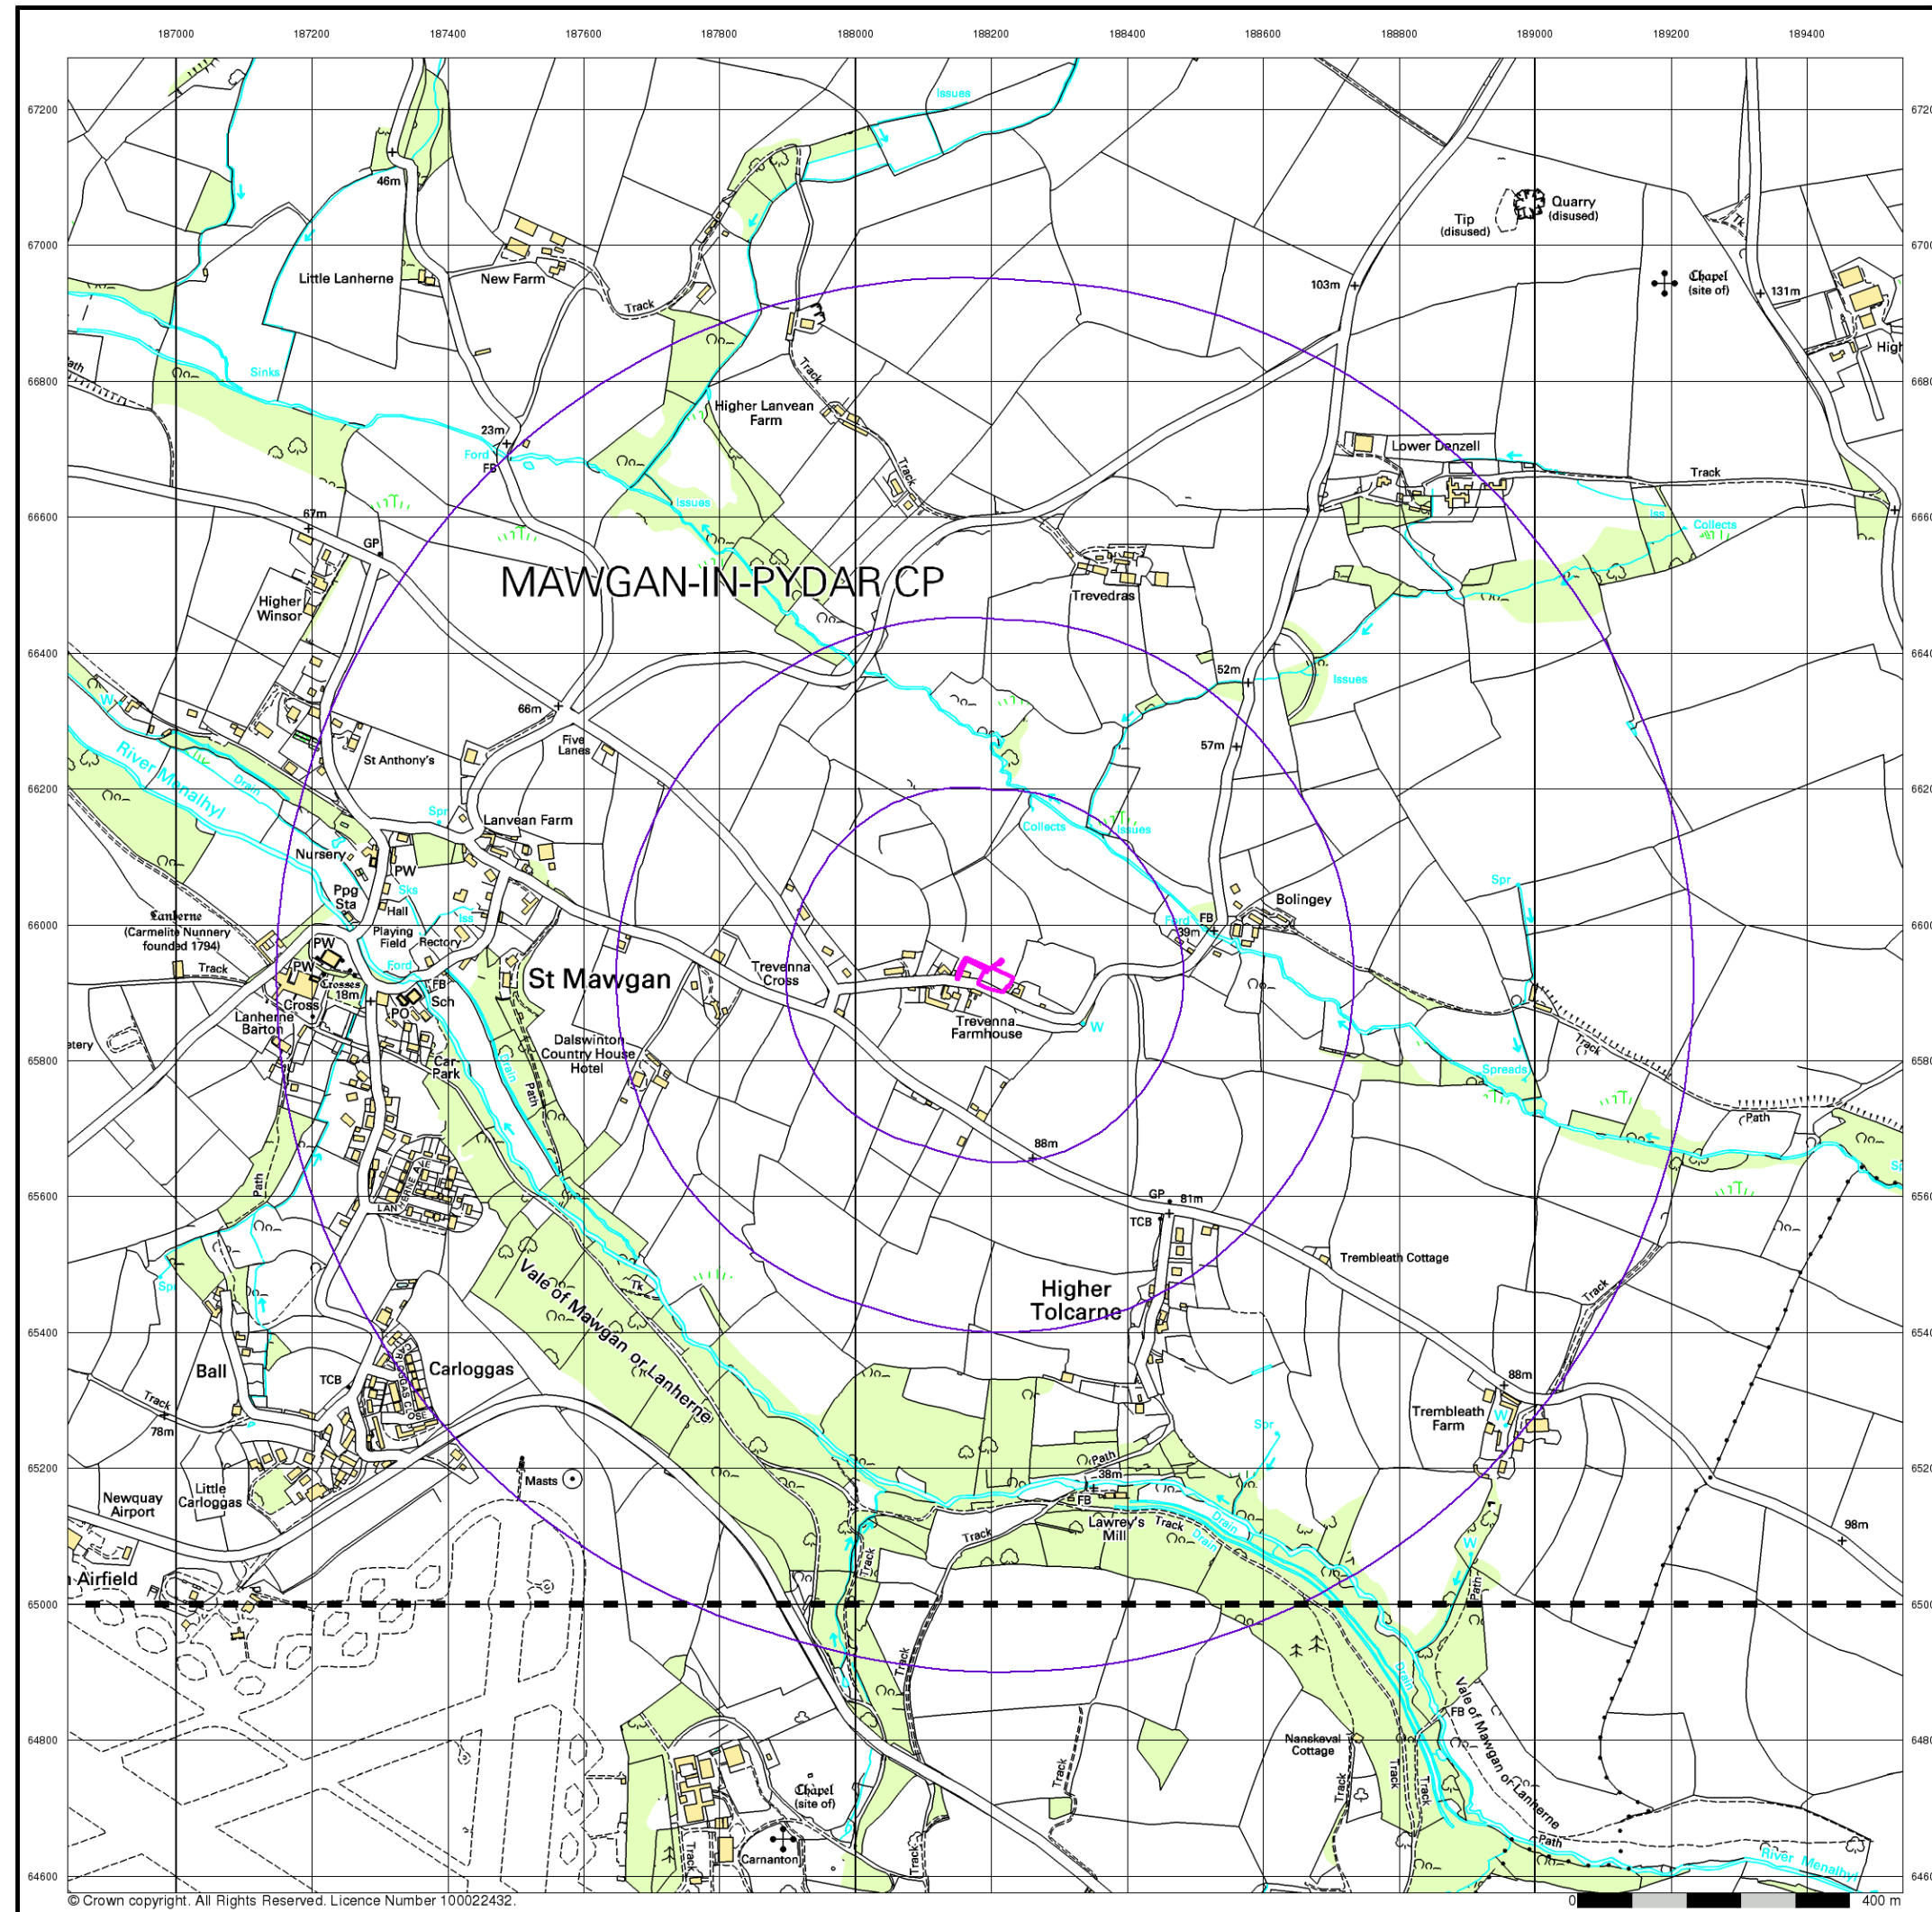 187000 187200 187400 187600 187800 188000 188200 188400 188600 188800 189000 189200 189400
67200
Issues
46m
Tip
(disused)
Quarry
(disused)
Tk
67000
Little Lanherne
New Farm
Track
103m
Chapel
(site of)
131m
Sinks
Track
66800
Higher Lanvean
Farm
23m
Ford
FB
Lower Denzell
Track
Track
Issues
Iss
Collects
67m
66600
GP
MAWGAN-IN-PYDAR CP
Higher
Winsor
Trevedras
66400
52m
Issues
W
66m
Five
Lanes
57m
River Menalhyl
Drain
St Anthony's
66200
Spr
Lanvean Farm
Collects
Issues
Nursery
PW
Ppg
Sta
Sks
Hall
Iss
Spr
Bolingey
Lanherne
(Carmelite Nunnery
founded 1794)
Playing
Field
Rectory
Ford
FB
39m
66000
PW
PW
Track
Ford
Crosses
18m
FB
Sch
St Mawgan
Trevenna
Cross
Cross
PO
Lanherne
Barton
Trevenna
Farmhouse
W
Dalswinton
Country House
Hotel
Car
Park
Drain
Path
Track
65800
Spreads
Path
88m
LANHERNE AVE
Path
65600
GP
81m
TCB
Trembleath Cottage
Tk
Vale of Mawgan or Lanherne
Higher
Tolcarne
Track
65400
Ball
Carloggas
TCB
CARLOGGAS CLOSE
88m
Track
78m
Trembleath
Farm
W
Spr
Path
38m
FB
65200
Masts
Newquay
Airport
Little
Carloggas
Lawrey's
Mill
Track
Drain
Drain
Track
98m
Track
W
Airfield
Path
65000
Track
Drain
Vale of Mawgan or Lanherne
FB
64800
Nanskeval
Cottage
Chapel
(site of)
Track
Track
Track
Track
Carnanton
Track
Track
Path
River Menalhyl
64600
© Crown copyright. All Rights Reserved. Licence Number 100022432.
0 400 m